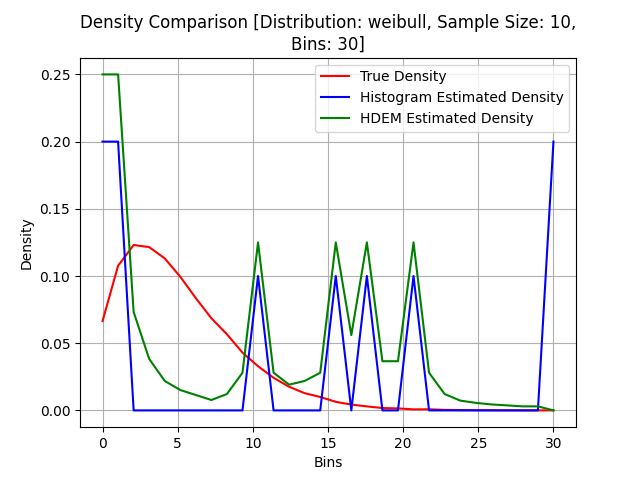 Density Comparison [Distribution: weibull, Sample Size: 10,
Bins: 30]
True Density
Histogram Estimated Density
HDEM Estimated Density
Density
0.25
0.20
0.15
0.10
0.05
0.00
0 5 10 15 20 25 30
Bins